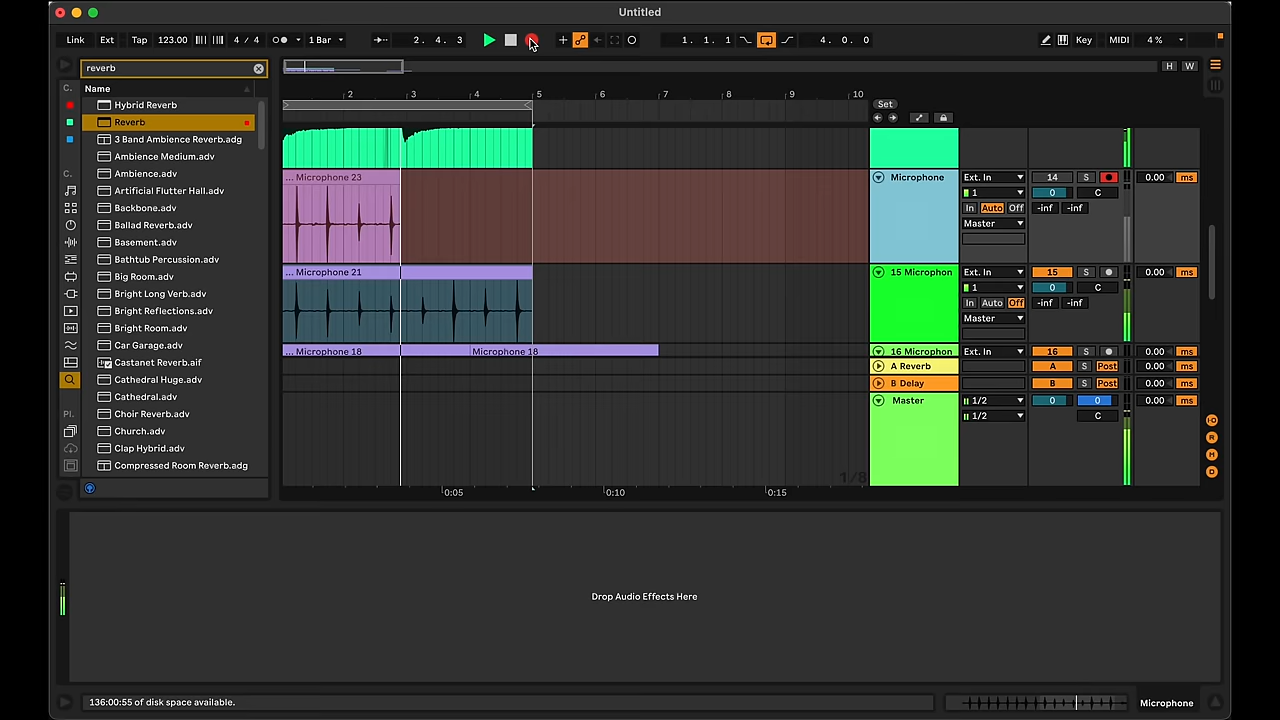 Untitled
Link Ext Tap 123.00 4 / 4 1 Bar 2. 4. 3 1. 1. 1 4. 0. 0 Key MIDI 4 %
reverb
H W
C. Name
2 3 4 5 6 7 8 9 10
Set
Hybrid Reverb
Reverb
3 Band Ambience Reverb.adg
Ambience Medium.adv
C. Ambience.adv
Artificial Flutter Hall.adv
Backbone.adv
Ballad Reverb.adv
Basement.adv
Bathtub Percussion.adv
Big Room.adv
Bright Long Verb.adv
Bright Reflections.adv
Bright Room.adv
Car Garage.adv
Castanet Reverb.aif
Cathedral Huge.adv
Cathedral.adv
Pl. Choir Reverb.adv
Church.adv
Clap Hybrid.adv
Compressed Room Reverb.adg
... Microphone 23 Microphone Ext. In 14 S 0.00 ms
1 0 C
In Auto Off -inf -inf
Master
... Microphone 21 15 Microphon Ext. In 15 S 0.00 ms
1 0 C
In Auto Off -inf -inf
Master
... Microphone 18 Microphone 18 16 Microphon Ext. In 16 S 0.00 ms
A Reverb A S Post 0.00 ms
B Delay B S Post 0.00 ms
Master 1/2 0 0 0.00 ms
1/2 C
1/8
0:05 0:10 0:15
O
R
H
D
Drop Audio Effects Here
136:00:55 of disk space available.
Microphone